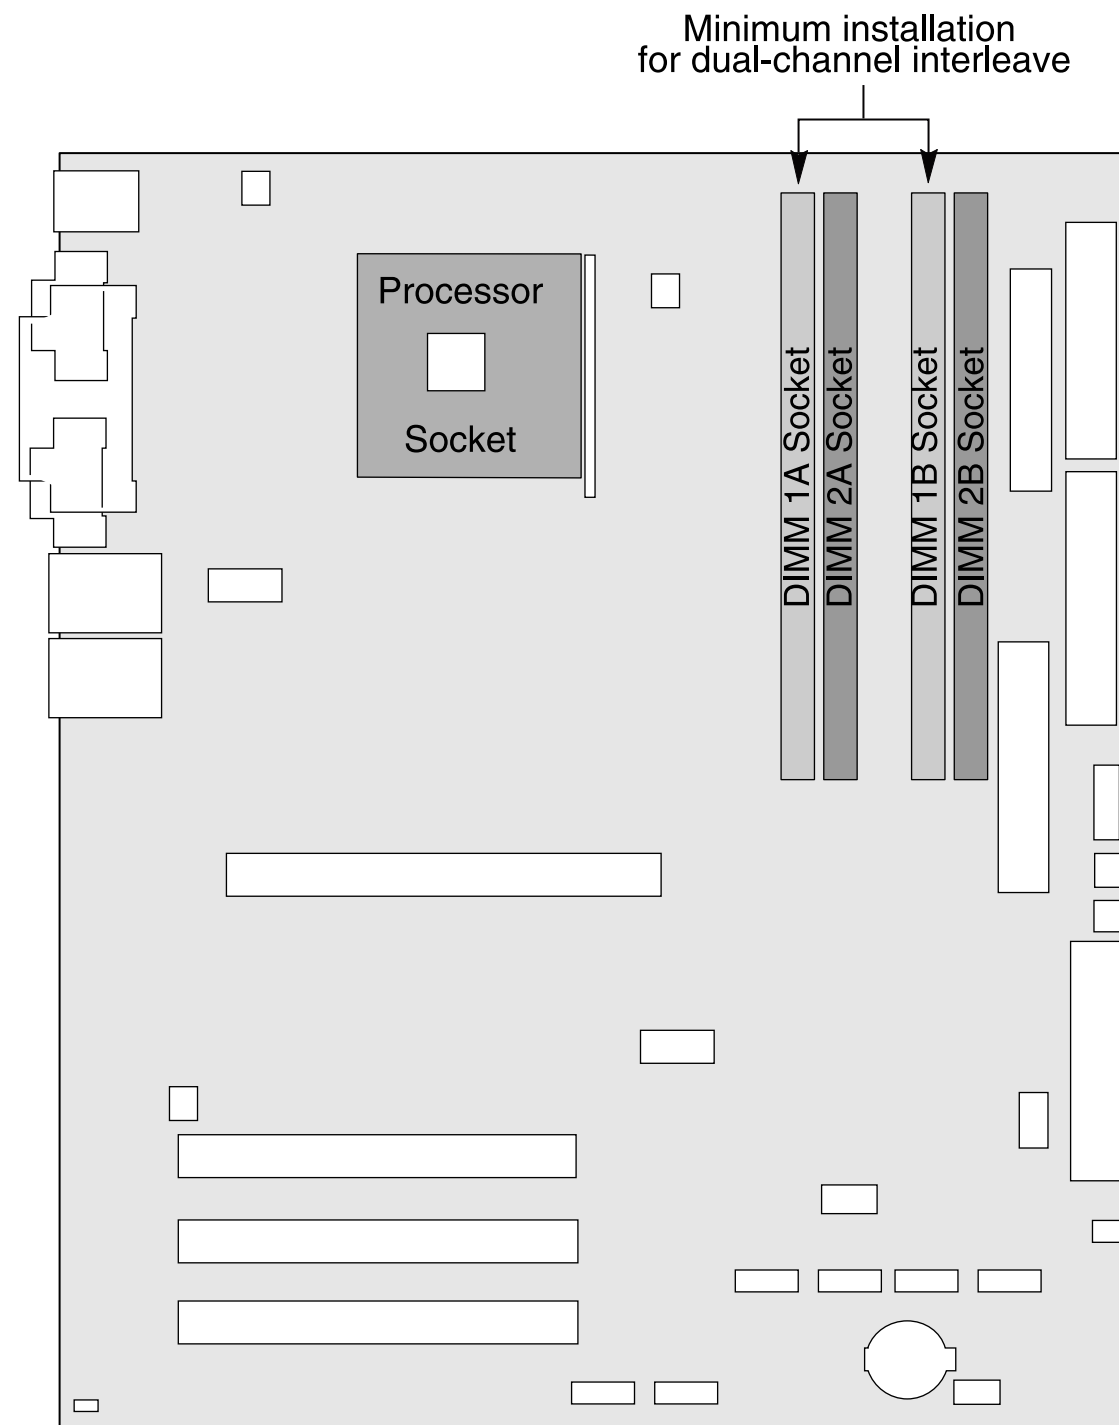 Minimum installation
for dual-channel interleave
Processor
Socket
DIMM 1A Socket
DIMM 2A Socket
DIMM 1B Socket
DIMM 2B Socket